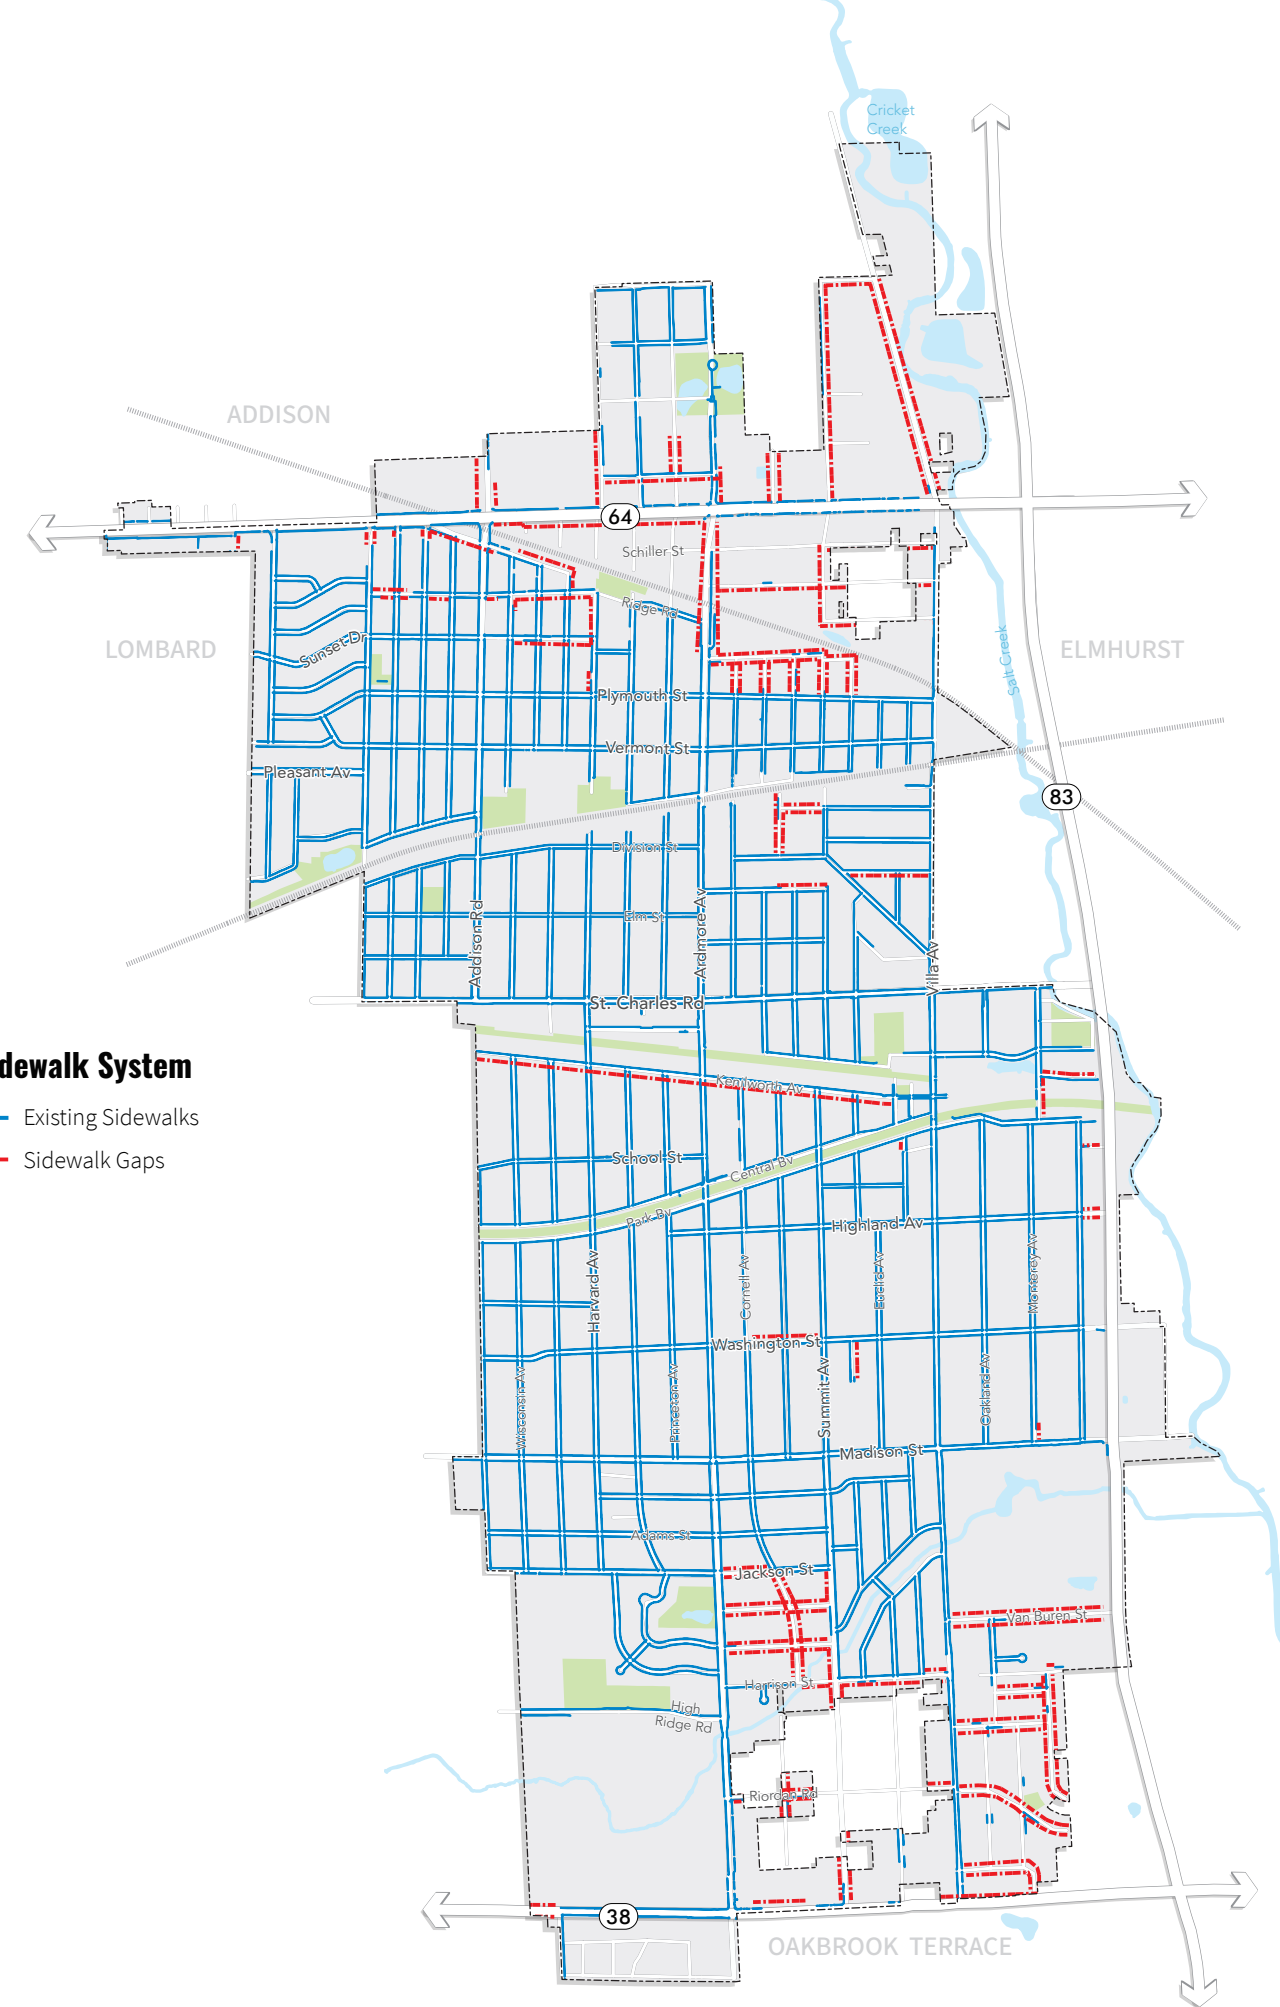 Cricket
Creek
ADDISON
64
Schiller St
Ridge Rd
LOMBARD
Sunset Dr
ELMHURST
Salt Creek
Plymouth St
Vermont St
Pleasant Av
83
Division St
Addison Rd
Elm St
Ardmore Av
Villa Av
St. Charles Rd
dewalk System
Existing Sidewalks
Sidewalk Gaps
Kenilworth Av
School St
Central Bv
Park Bv
Highland Av
Harvard Av
Cornell Av
Euclid Av
Monterey Av
Washington St
Wisconsin Av
Princeton Av
Summit Av
Oakland Av
Madison St
Adams St
Jackson St
Van Buren St
Harrison St
High
Ridge Rd
Riordan Rd
38
OAKBROOK TERRACE